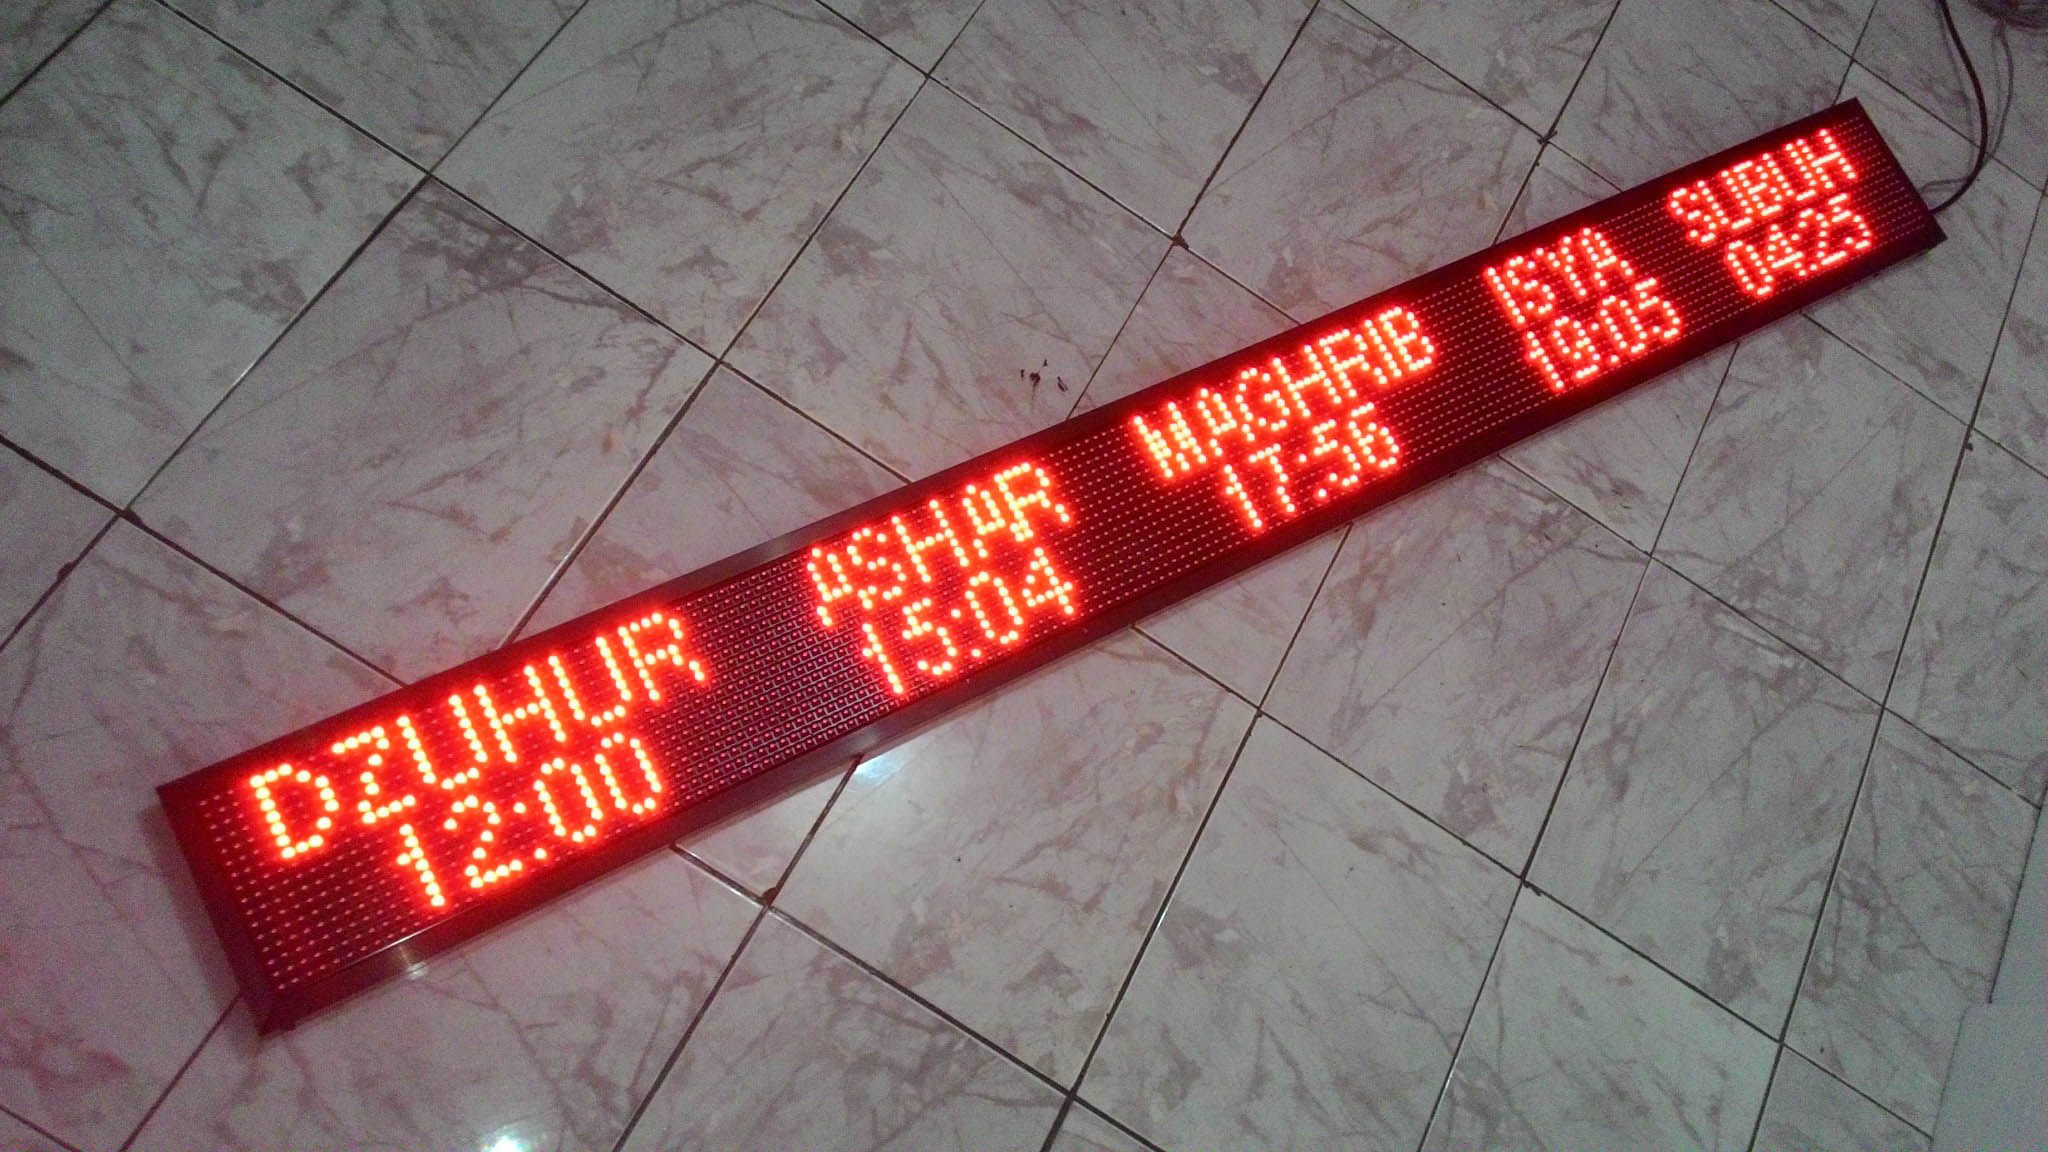 DZUHUR ASHAR MAGHRIB ISYA SUBUH
12:00 15:04 17:56 19:05 04:25